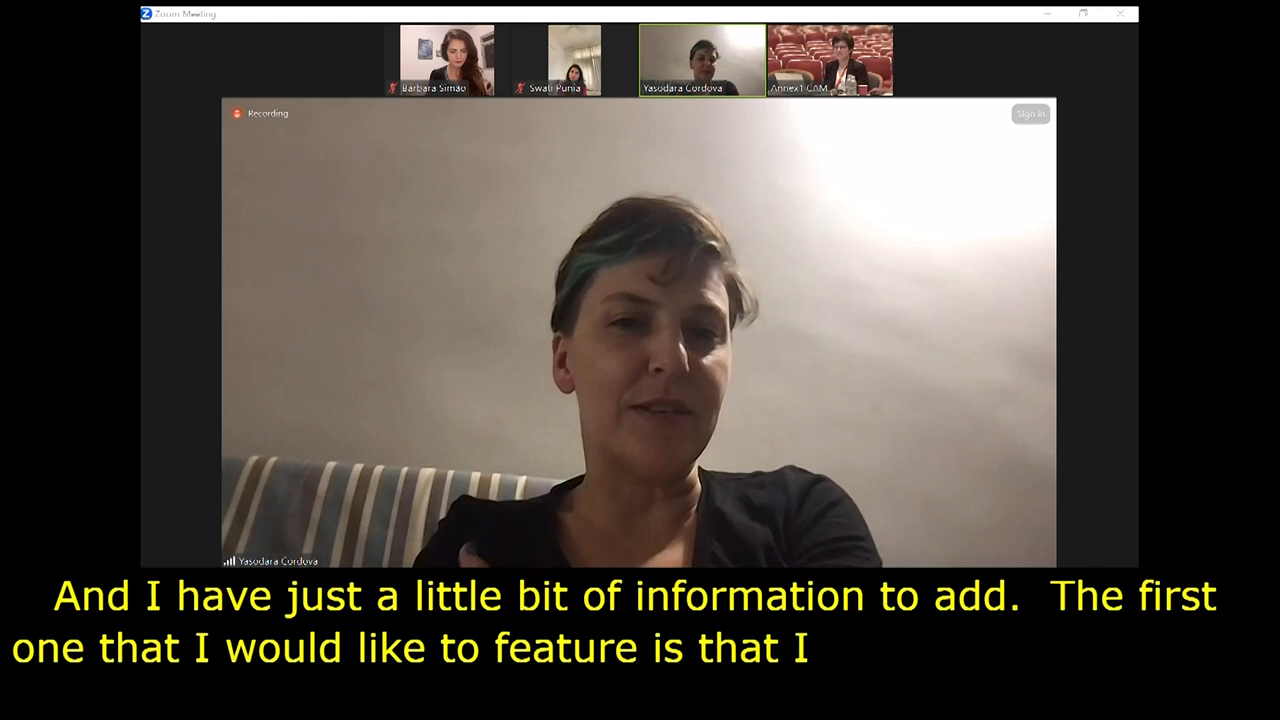 Zoom Meeting
Bárbara Simão
Swati Punia
Yasodara Cordova
Annex1 CAM
Recording
Sign in
Yasodara Cordova
And I have just a little bit of information to add. The first
one that I would like to feature is that I